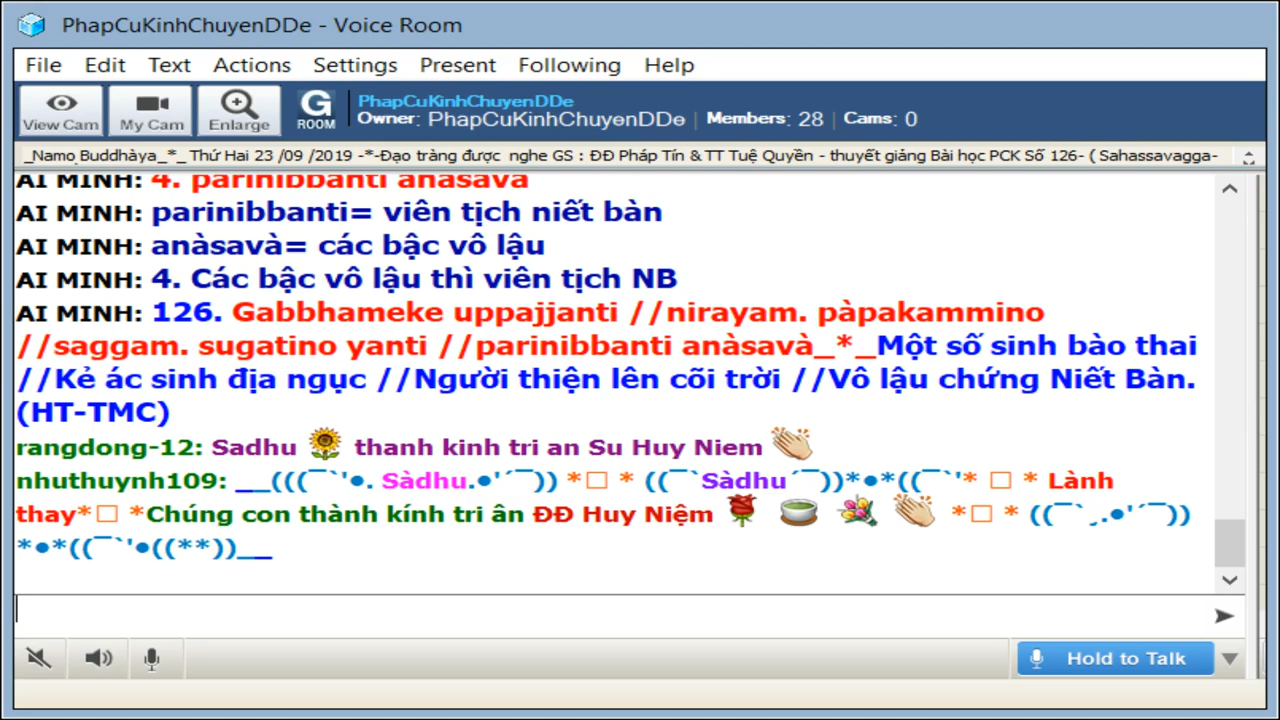 PhapCuKinhChuyenDDe - Voice Room
File Edit Text Actions Settings Present Following Help
View Cam My Cam Enlarge G ROOM
PhapCuKinhChuyenDDe
Owner: PhapCuKinhChuyenDDe | Members: 28 | Cams: 0
_Namo Buddhàya_*_ Thứ Hai 23 /09 /2019 -*-Đạo tràng được nghe GS : ĐĐ Pháp Tín & TT Tuệ Quyền - thuyết giảng Bài học PCK Số 126- ( Sahassavagga-
AI MINH: 4. parinibbanti anàsavà
AI MINH: parinibbanti= viên tịch niết bàn
AI MINH: anàsavà= các bậc vô lậu
AI MINH: 4. Các bậc vô lậu thì viên tịch NB
AI MINH: 126. Gabbhameke uppajjanti //nirayam. pàpakammino
//saggam. sugatino yanti //parinibbanti anàsavà_*_Một số sinh bào thai
//Kẻ ác sinh địa ngục //Người thiện lên cõi trời //Vô lậu chứng Niết Bàn.
(HT-TMC)
rangdong-12: Sadhu 🌻 thanh kinh tri an Su Huy Niem 👏
nhuthuynh109: __(((¯`'●. Sàdhu.●'´¯)) *□ * ((¯`Sàdhu´¯))*●*((¯`'* □ * Lành
thay*□ *Chúng con thành kính tri ân ĐĐ Huy Niệm 🌹 🍵 💐 👏 *□ * ((¯`¸.●'´¯))
*●*((¯`'●((**))__
Hold to Talk